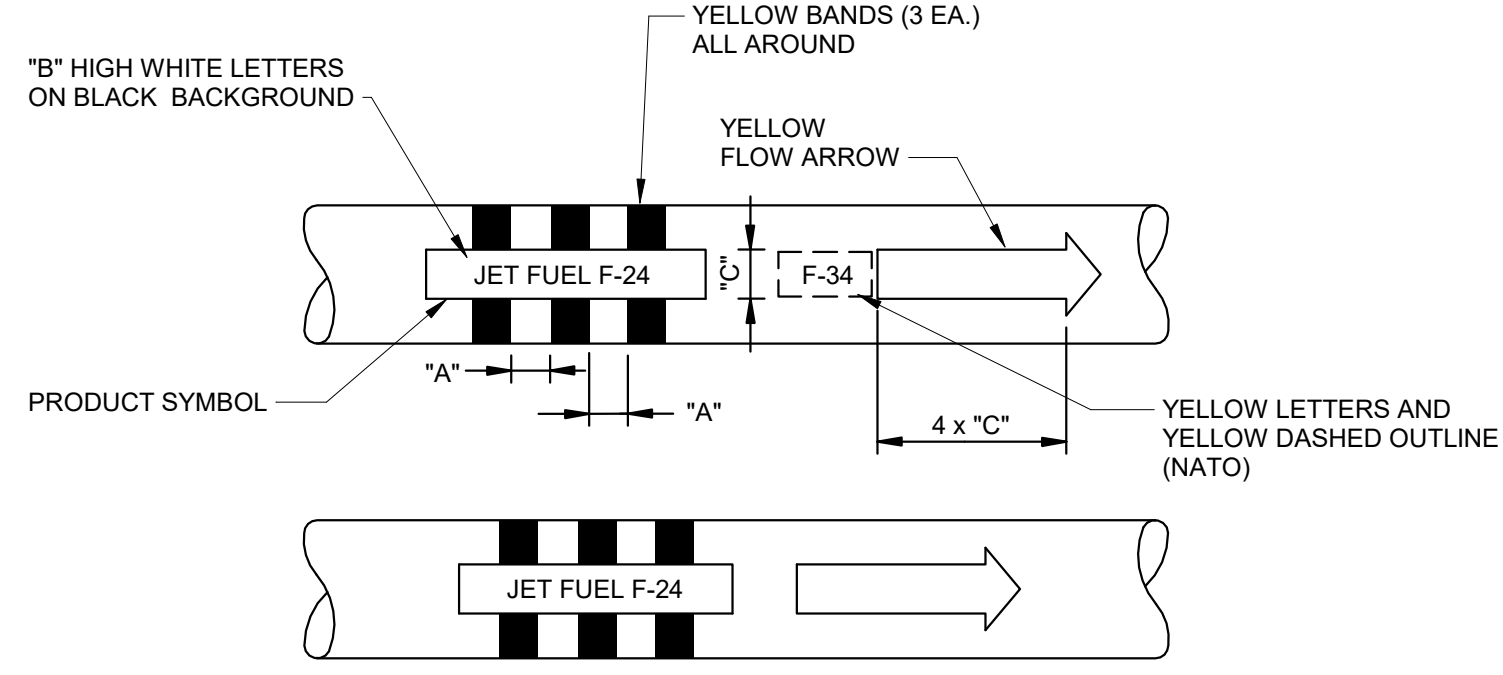 YELLOW BANDS (3 EA.)
ALL AROUND
"B" HIGH WHITE LETTERS
ON BLACK BACKGROUND
YELLOW
FLOW ARROW
JET FUEL F-24
"C"
F-34
"A"
"A"
PRODUCT SYMBOL
4 x "C"
YELLOW LETTERS AND
YELLOW DASHED OUTLINE
(NATO)
JET FUEL F-24